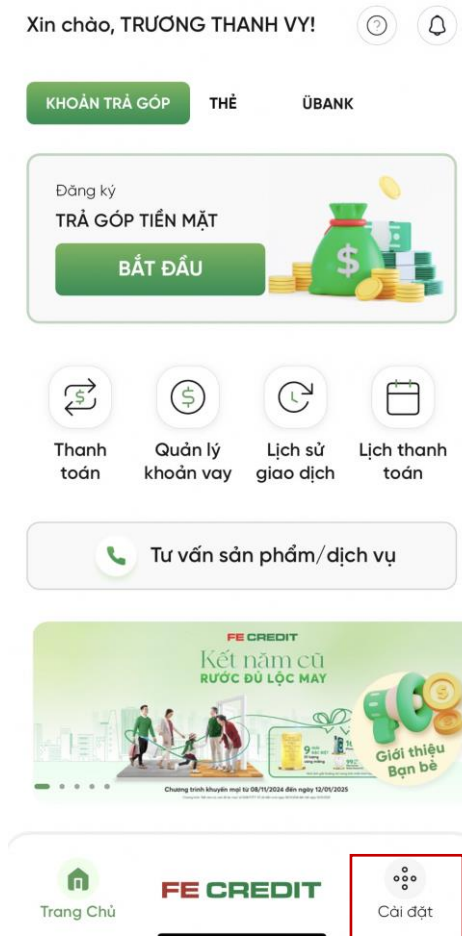 Xin chào, TRƯƠNG THANH VY!
KHOẢN TRẢ GÓP THẺ ÜBANK
Đăng ký
TRẢ GÓP TIỀN MẶT
BẮT ĐẦU
Thanh toán
Quản lý khoản vay
Lịch sử giao dịch
Lịch thanh toán
Tư vấn sản phẩm/dịch vụ
FE CREDIT
Kết năm cũ
RƯỚC ĐỦ LỘC MAY
Giới thiệu
Bạn bè
Chương trình khuyến mại từ 08/11/2024 đến ngày 12/01/2025
Trang Chủ
FE CREDIT
Cài đặt